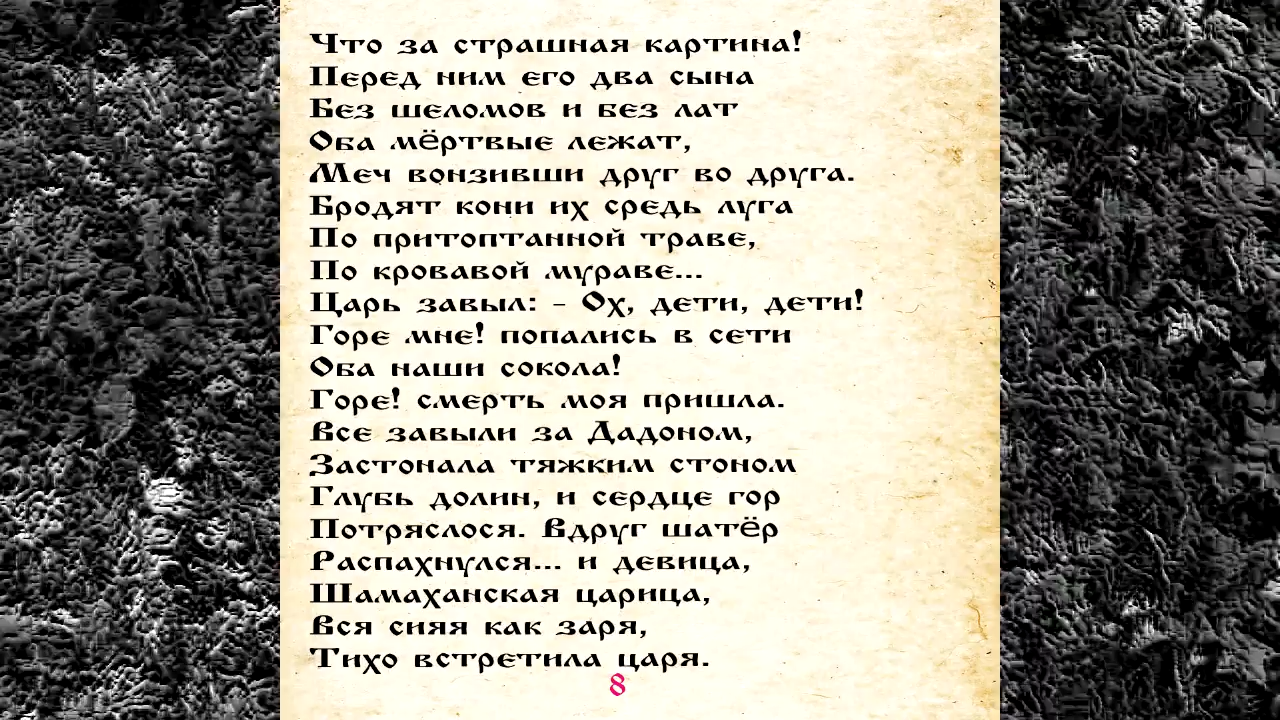 Что за страшная картина!
Перед ним его два сына
Без шеломов и без лат
Оба мёртвые лежат,
Меч вонзивши друг во друга.
Бродят кони их средь луга
По притоптанной траве,
По кровавой мураве...
Царь завыл: - Ох, дети, дети!
Горе мне! попались в сети
Оба наши сокола!
Горе! смерть моя пришла.
Все завыли за Дадоном,
Застонала тяжким стоном
Глубь долин, и сердце гор
Потряслося. Вдруг шатёр
Распахнулся... и девица,
Шамаханская царица,
Вся сияя как заря,
Тихо встретила царя.
8